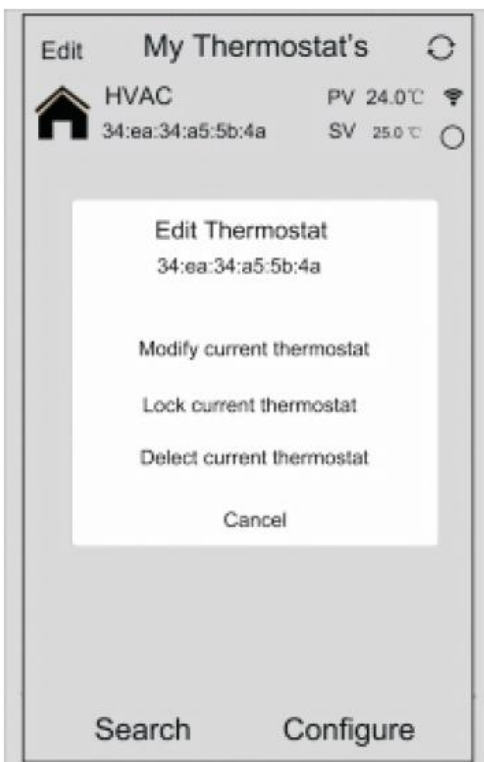 Edit My Thermostat's
HVAC PV 24.0℃
34:ea:34:a5:5b:4a SV 25.0 ℃
Edit Thermostat
34:ea:34:a5:5b:4a
Modify current thermostat
Lock current thermostat
Delect current thermostat
Cancel
Search Configure